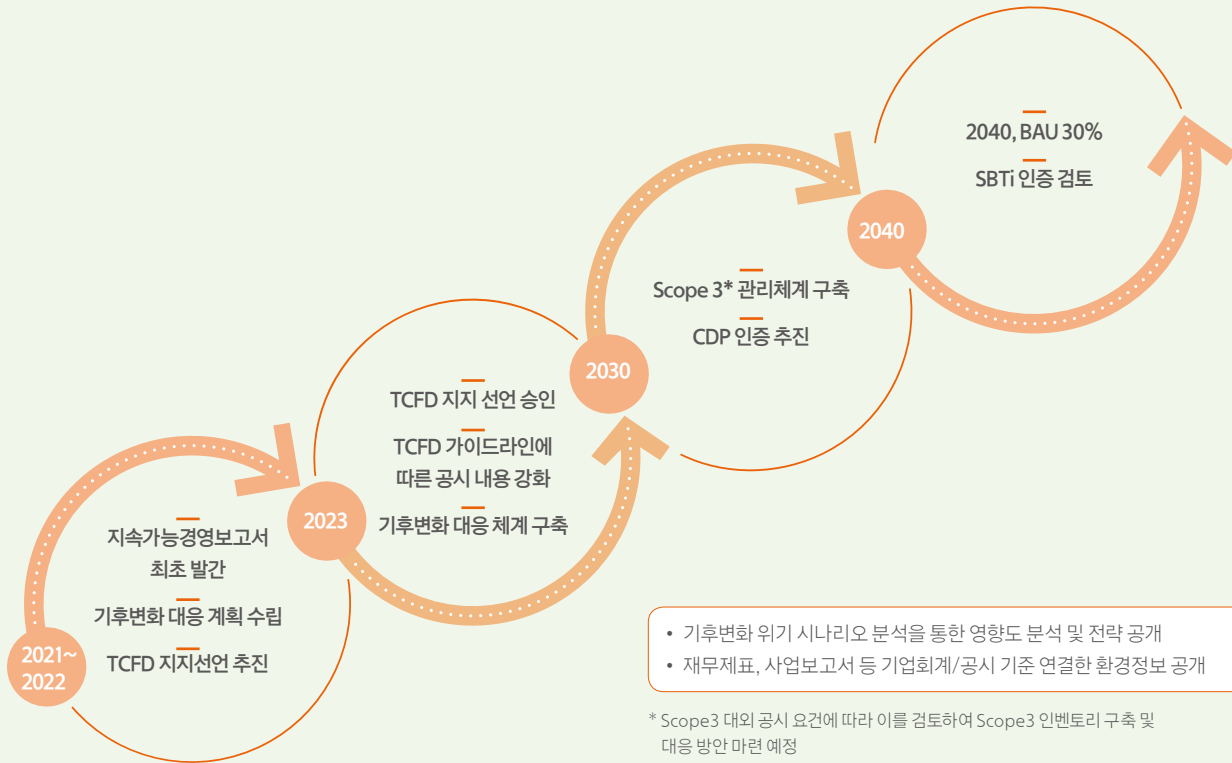 2021~
2022
지속가능경영보고서
최초 발간
기후변화 대응 계획 수립
TCFD 지지선언 추진
2023
TCFD 지지 선언 승인
TCFD 가이드라인에
따른 공시 내용 강화
기후변화 대응 체계 구축
2030
Scope 3* 관리체계 구축
CDP 인증 추진
2040
2040, BAU 30%
SBTi 인증 검토
• 기후변화 위기 시나리오 분석을 통한 영향도 분석 및 전략 공개
• 재무제표, 사업보고서 등 기업회계/공시 기준 연결한 환경정보 공개
* Scope3 대외 공시 요건에 따라 이를 검토하여 Scope3 인벤토리 구축 및
대응 방안 마련 예정